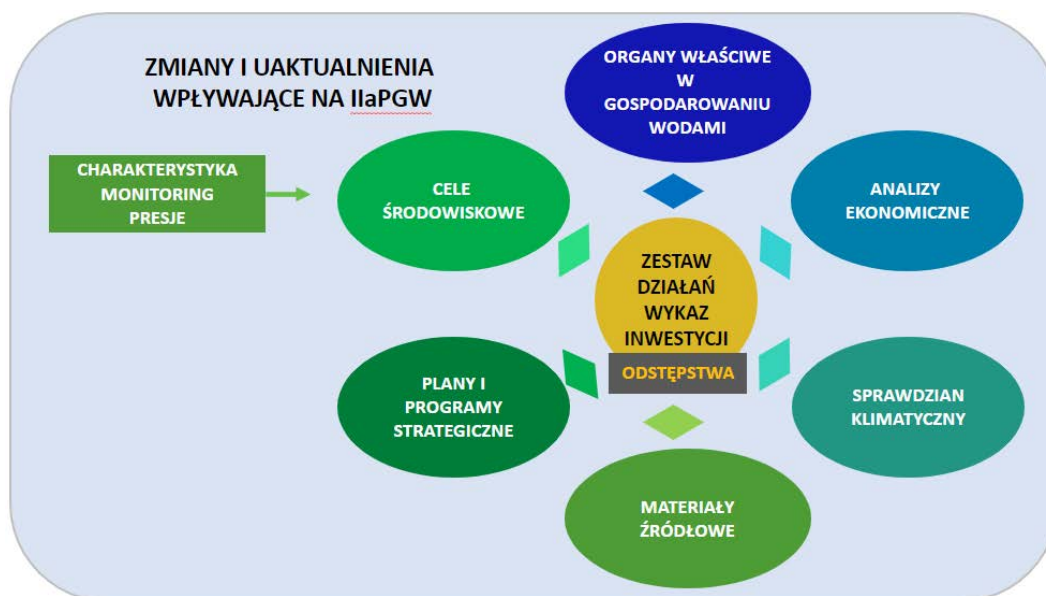 ZMIANY I UAKTUALNIENIA
WPŁYWAJĄCE NA IIaPGW
ORGANY WŁAŚCIWE
W
GOSPODAROWANIU
WODAMI
CHARAKTERYSTYKA
MONITORING
PRESJE
CELE
ŚRODOWISKOWE
ANALIZY
EKONOMICZNE
ZESTAW
DZIAŁAŃ
WYKAZ
INWESTYCJI
ODSTĘPSTWA
PLANY I
PROGRAMY
STRATEGICZNE
SPRAWDZIAN
KLIMATYCZNY
MATERIAŁY
ŹRÓDŁOWE